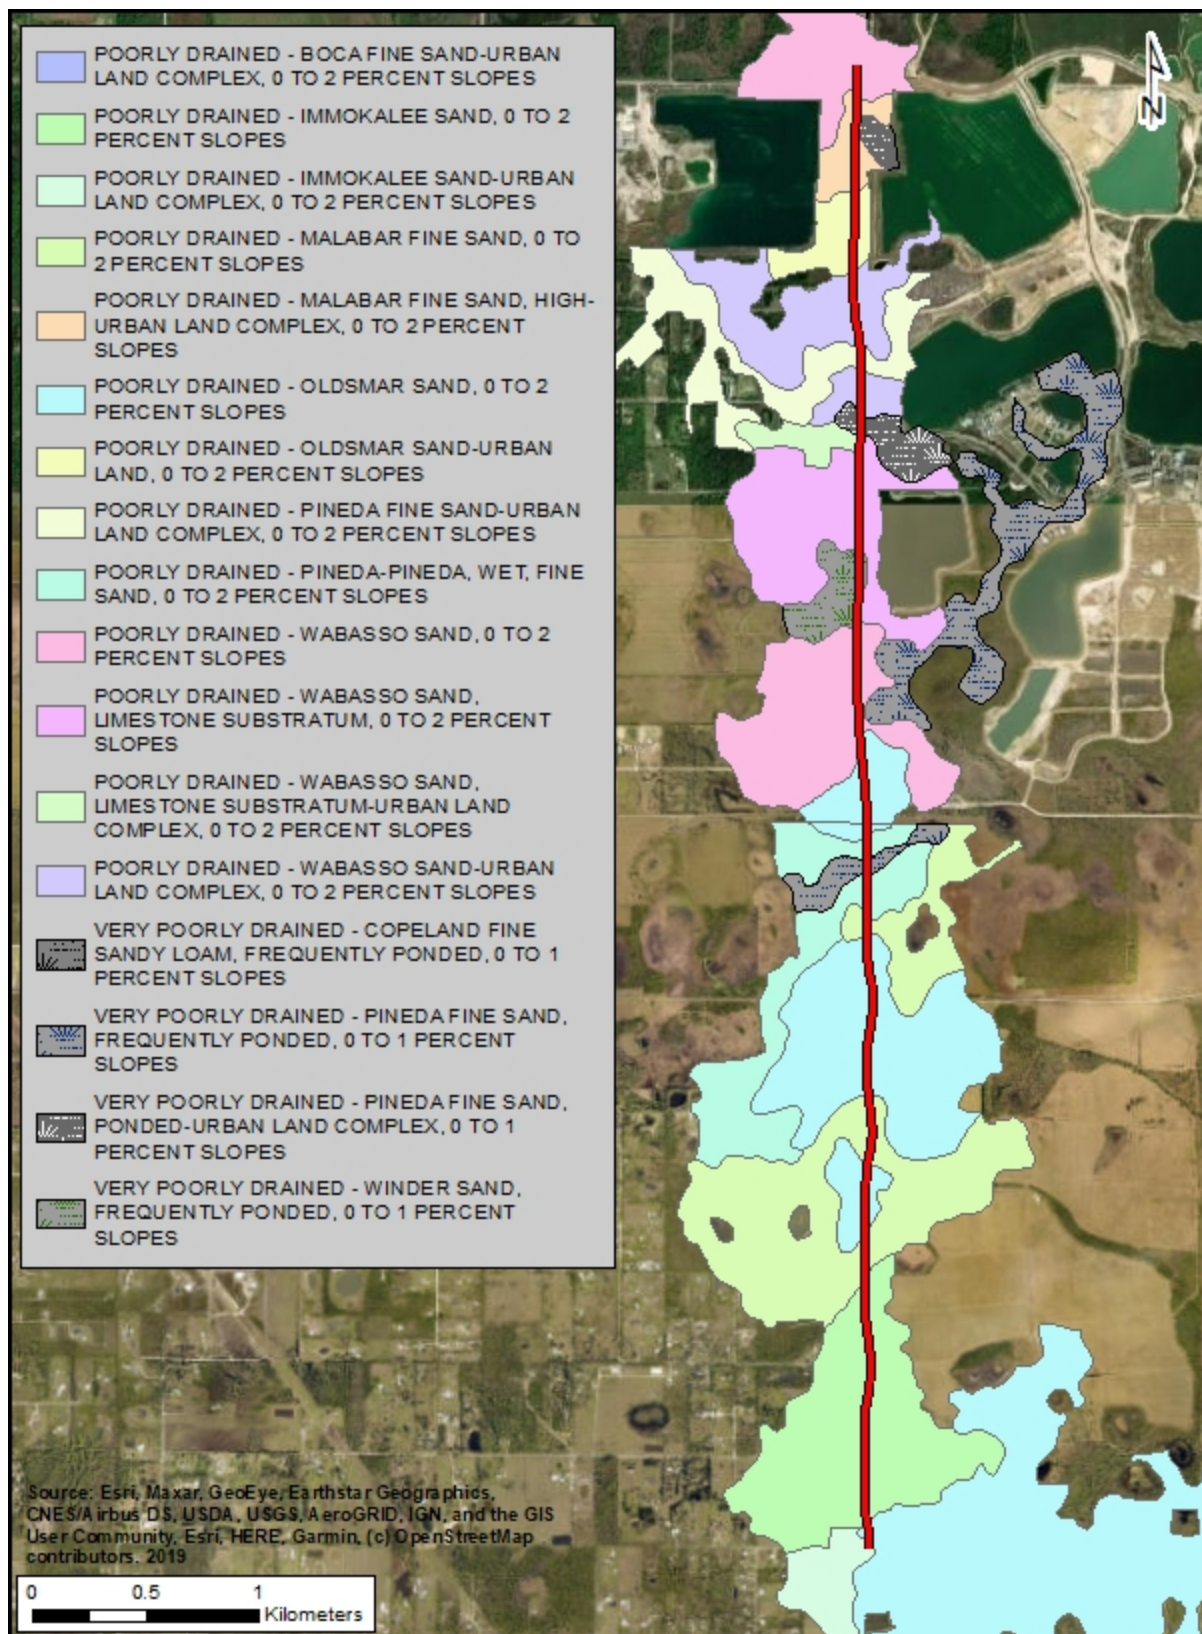 POORLY DRAINED - BOCA FINE SAND-URBAN
LAND COMPLEX, 0 TO 2 PERCENT SLOPES
POORLY DRAINED - IMMOKALEE SAND, 0 TO 2
PERCENT SLOPES
POORLY DRAINED - IMMOKALEE SAND-URBAN
LAND COMPLEX, 0 TO 2 PERCENT SLOPES
POORLY DRAINED - MALABAR FINE SAND, 0 TO
2 PERCENT SLOPES
POORLY DRAINED - MALABAR FINE SAND, HIGH-
URBAN LAND COMPLEX, 0 TO 2 PERCENT
SLOPES
POORLY DRAINED - OLDSMAR SAND, 0 TO 2
PERCENT SLOPES
POORLY DRAINED - OLDSMAR SAND-URBAN
LAND, 0 TO 2 PERCENT SLOPES
POORLY DRAINED - PINEDA FINE SAND-URBAN
LAND COMPLEX, 0 TO 2 PERCENT SLOPES
POORLY DRAINED - PINEDA-PINEDA, WET, FINE
SAND, 0 TO 2 PERCENT SLOPES
POORLY DRAINED - WABASSO SAND, 0 TO 2
PERCENT SLOPES
POORLY DRAINED - WABASSO SAND,
LIMESTONE SUBSTRATUM, 0 TO 2 PERCENT
SLOPES
POORLY DRAINED - WABASSO SAND,
LIMESTONE SUBSTRATUM-URBAN LAND
COMPLEX, 0 TO 2 PERCENT SLOPES
POORLY DRAINED - WABASSO SAND-URBAN
LAND COMPLEX, 0 TO 2 PERCENT SLOPES
VERY POORLY DRAINED - COPELAND FINE
SANDY LOAM, FREQUENTLY PONDED, 0 TO 1
PERCENT SLOPES
VERY POORLY DRAINED - PINEDA FINE SAND,
FREQUENTLY PONDED, 0 TO 1 PERCENT
SLOPES
VERY POORLY DRAINED - PINEDA FINE SAND,
PONDED-URBAN LAND COMPLEX, 0 TO 1
PERCENT SLOPES
VERY POORLY DRAINED - WINDER SAND,
FREQUENTLY PONDED, 0 TO 1 PERCENT
SLOPES
N
Source: Esri, Maxar, GeoEye, Earthstar Geographics,
CNES/Airbus DS, USDA, USGS, AeroGRID, IGN, and the GIS
User Community, Esri, HERE, Garmin, (c) OpenStreetMap
contributors. 2019
0 0.5 1
Kilometers